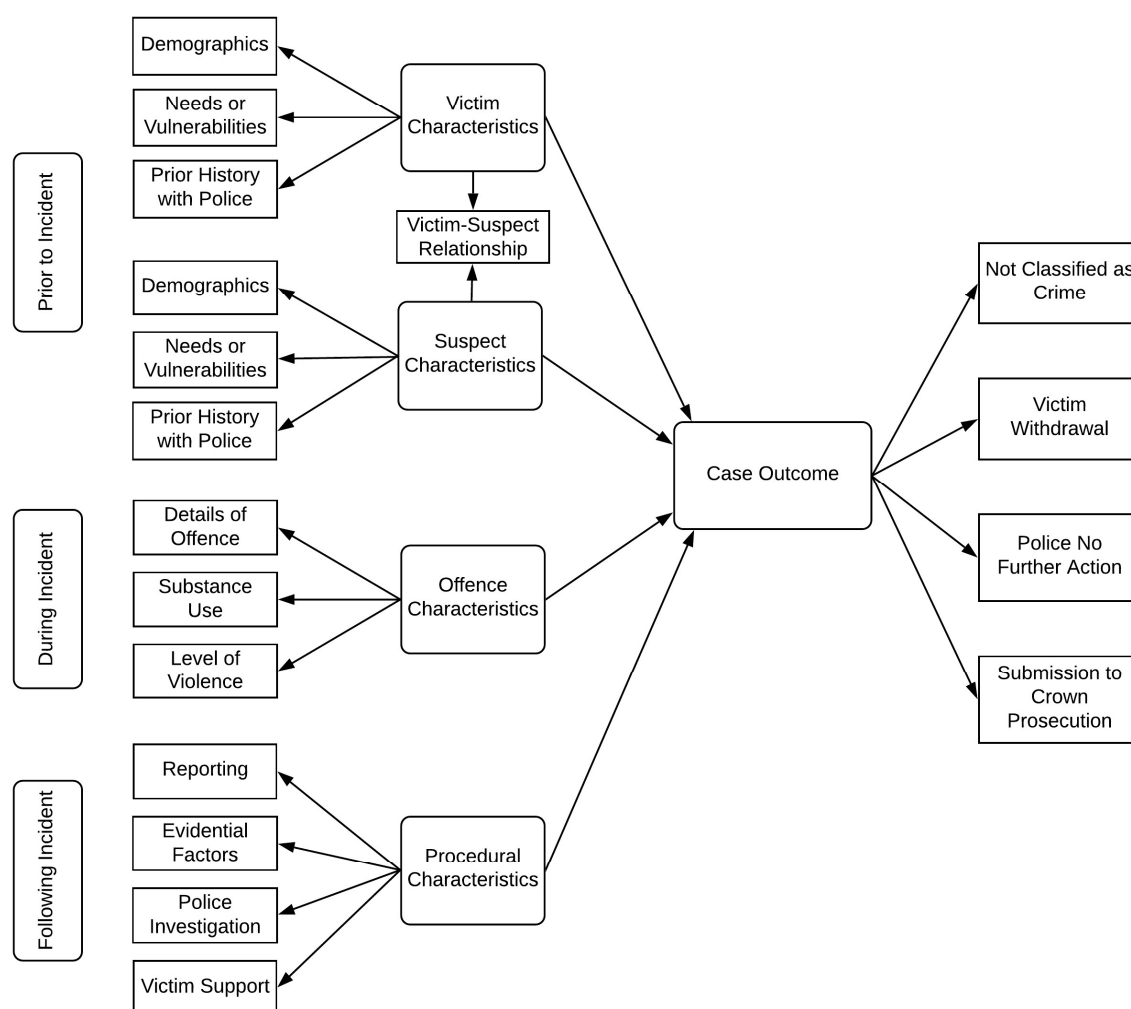 Demographics
Needs or
Vulnerabilities
Prior History
with Police
Victim
Characteristics
Victim-Suspect
Relationship
Prior to Incident
Demographics
Needs or
Vulnerabilities
Prior History
with Police
Suspect
Characteristics
During Incident
Details of
Offence
Substance
Use
Level of
Violence
Offence
Characteristics
Following Incident
Reporting
Evidential
Factors
Police
Investigation
Victim Support
Procedural
Characteristics
Case Outcome
Not Classified as
Crime
Victim
Withdrawal
Police No
Further Action
Submission to
Crown
Prosecution